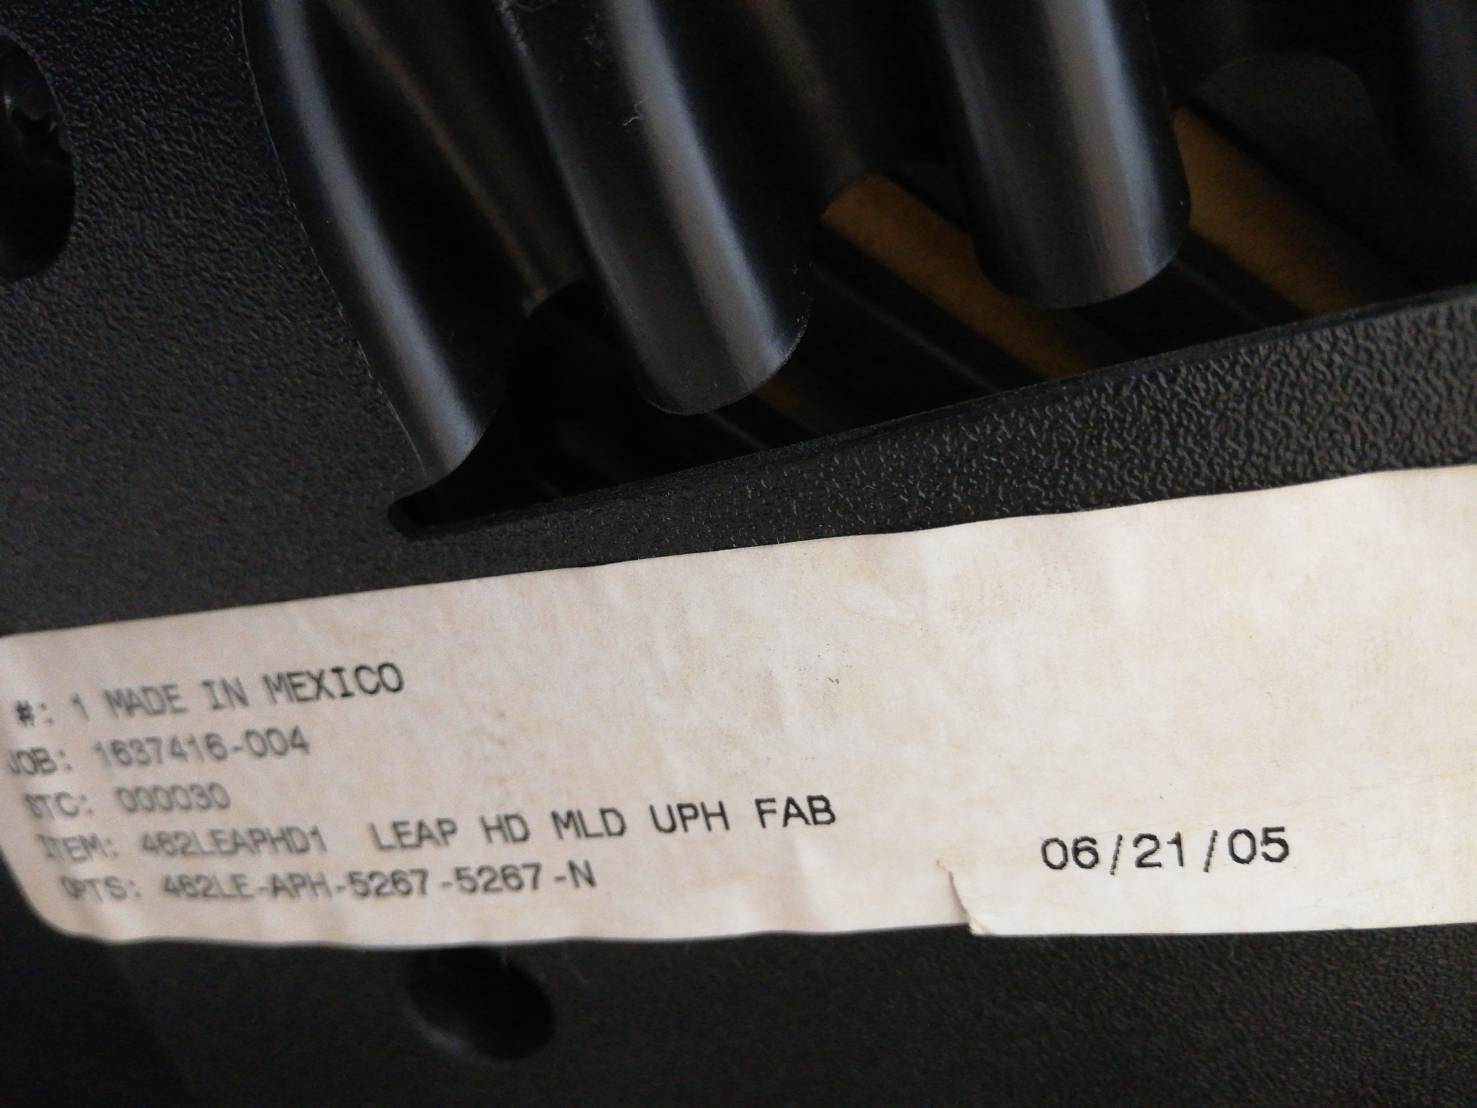 #: 1 MADE IN MEXICO
JOB: 1637416-004
STC: 000030
ITEM: 462LEAPHD1 LEAP HD MLD UPH FAB
OPTS: 462LE-APH-5267-5267-N
06/21/05